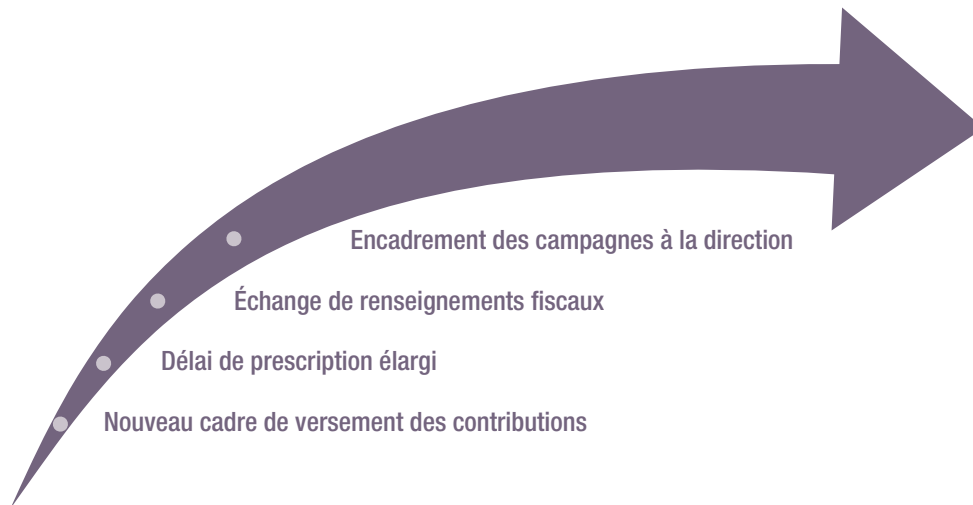 Encadrement des campagnes à la direction
Échange de renseignements fiscaux
Délai de prescription élargi
Nouveau cadre de versement des contributions